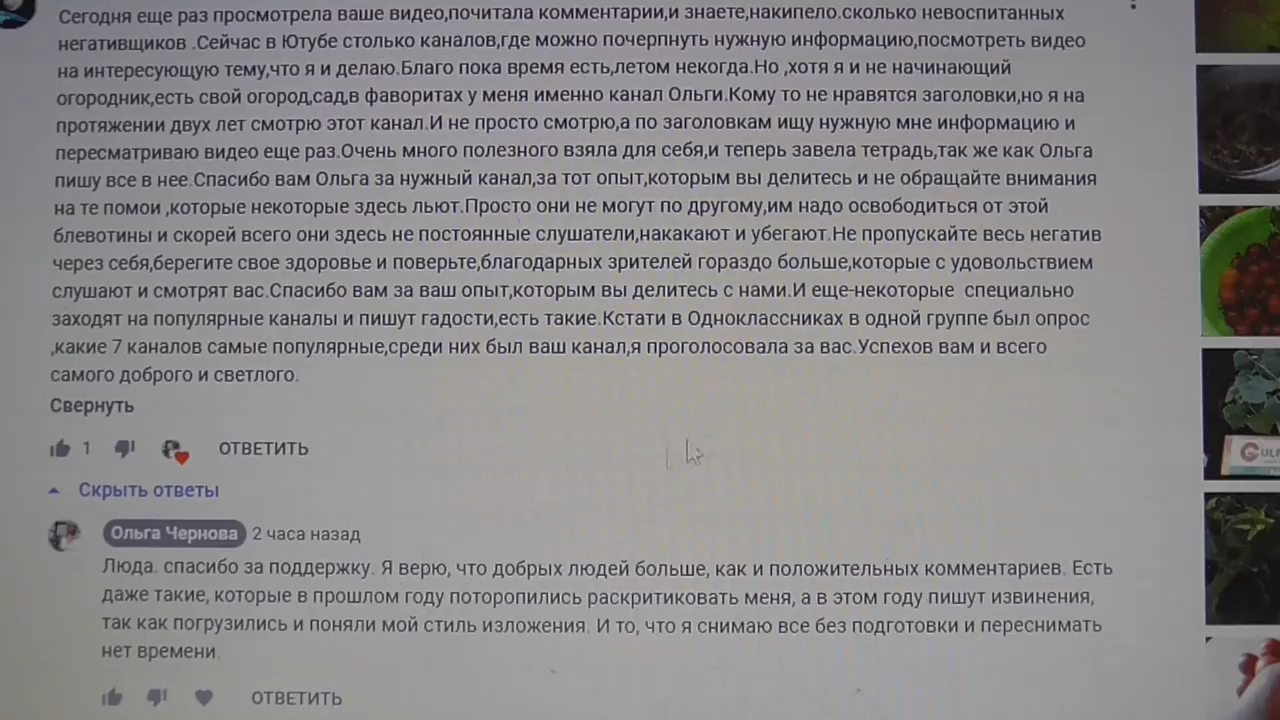 Сегодня еще раз просмотрела ваше видео,почитала комментарии,и знаете,накипело.сколько невоспитанных
негативщиков .Сейчас в Ютубе столько каналов,где можно почерпнуть нужную информацию,посмотреть видео
на интересующую тему,что я и делаю.Благо пока время есть,летом некогда.Но ,хотя я и не начинающий
огородник,есть свой огород,сад,в фаворитах у меня именно канал Ольги.Кому то не нравятся заголовки,но я на
протяжении двух лет смотрю этот канал.И не просто смотрю,а по заголовкам ищу нужную мне информацию и
пересматриваю видео еще раз.Очень много полезного взяла для себя,и теперь завела тетрадь,так же как Ольга
пишу все в нее.Спасибо вам Ольга за нужный канал,за тот опыт,которым вы делитесь и не обращайте внимания
на те помои ,которые некоторые здесь льют.Просто они не могут по другому,им надо освободиться от этой
блевотины и скорей всего они здесь не постоянные слушатели,накакают и убегают.Не пропускайте весь негатив
через себя,берегите свое здоровье и поверьте,благодарных зрителей гораздо больше,которые с удовольствием
слушают и смотрят вас.Спасибо вам за ваш опыт,которым вы делитесь с нами.И еще-некоторые специально
заходят на популярные каналы и пишут гадости,есть такие.Кстати в Одноклассниках в одной группе был опрос
,какие 7 каналов самые популярные,среди них был ваш канал,я проголосовала за вас.Успехов вам и всего
самого доброго и светлого.
Свернуть
1 ОТВЕТИТЬ
Скрыть ответы
Ольга Чернова 2 часа назад
Люда. спасибо за поддержку. Я верю, что добрых людей больше, как и положительных комментариев. Есть
даже такие, которые в прошлом году поторопились раскритиковать меня, а в этом году пишут извинения,
так как погрузились и поняли мой стиль изложения. И то, что я снимаю все без подготовки и переснимать
нет времени.
ОТВЕТИТЬ